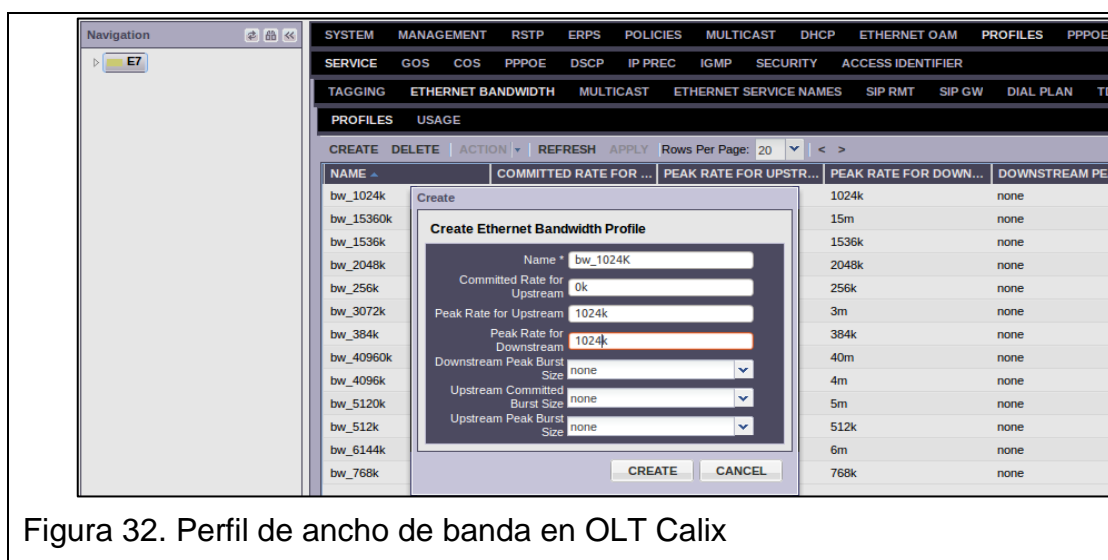 Navigation
E7
SYSTEM MANAGEMENT RSTP ERPS POLICIES MULTICAST DHCP ETHERNET OAM PROFILES PPPOE
SERVICE GOS COS PPPOE DSCP IP PREC IGMP SECURITY ACCESS IDENTIFIER
TAGGING ETHERNET BANDWIDTH MULTICAST ETHERNET SERVICE NAMES SIP RMT SIP GW DIAL PLAN
PROFILES USAGE
CREATE DELETE ACTION REFRESH APPLY Rows Per Page: 20 < >
NAME COMMITTED RATE FOR ... PEAK RATE FOR UPSTR... PEAK RATE FOR DOWN... DOWNSTREAM PE
bw_1024k 1024k none
bw_15360k 15m none
bw_1536k 1536k none
bw_2048k 2048k none
bw_256k 256k none
bw_3072k 3m none
bw_384k 384k none
bw_40960k 40m none
bw_4096k 4m none
bw_5120k 5m none
bw_512k 512k none
bw_6144k 6m none
bw_768k 768k none
Create
Create Ethernet Bandwidth Profile
Name * bw_1024K
Committed Rate for
Upstream 0k
Peak Rate for Upstream 1024k
Peak Rate for
Downstream 1024k
Downstream Peak Burst
Size none
Upstream Committed
Burst Size none
Upstream Peak Burst
Size none
CREATE CANCEL
Figura 32. Perfil de ancho de banda en OLT Calix